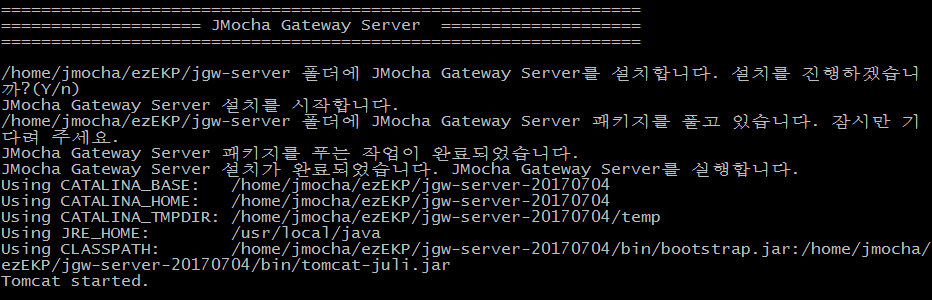 ================================================================
==================== JMocha Gateway Server  ====================
================================================================
/home/jmocha/ezEKP/jgw-server 폴더에 JMocha Gateway Server를 설치합니다. 설치를 진행하겠습니
까?(Y/n)
JMocha Gateway Server 설치를 시작합니다.
/home/jmocha/ezEKP/jgw-server 폴더에 JMocha Gateway Server 패키지를 풀고 있습니다. 잠시만 기
다려 주세요.
JMocha Gateway Server 패키지를 푸는 작업이 완료되었습니다.
JMocha Gateway Server 설치가 완료되었습니다. JMocha Gateway Server를 실행합니다.
Using CATALINA_BASE:   /home/jmocha/ezEKP/jgw-server-20170704
Using CATALINA_HOME:   /home/jmocha/ezEKP/jgw-server-20170704
Using CATALINA_TMPDIR: /home/jmocha/ezEKP/jgw-server-20170704/temp
Using JRE_HOME:        /usr/local/java
Using CLASSPATH:       /home/jmocha/ezEKP/jgw-server-20170704/bin/bootstrap.jar:/home/jmocha/
ezEKP/jgw-server-20170704/bin/tomcat-juli.jar
Tomcat started.